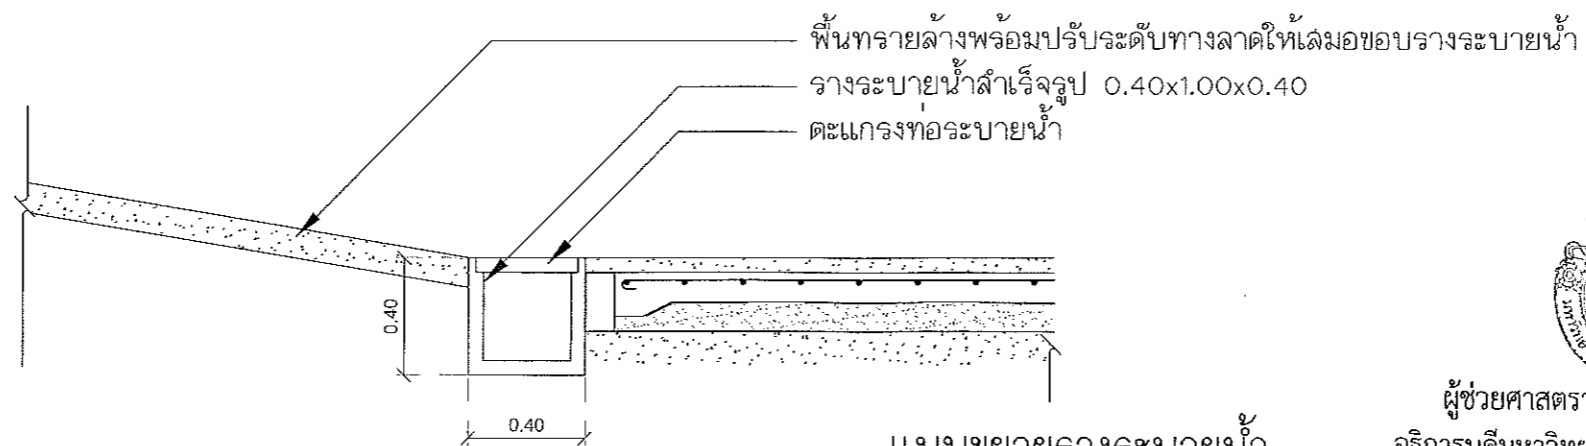 พื้นทรายล้างพร้อมปรับระดับทางลาดให้เสมอขอบรางระบายน้ำ
รางระบายน้ำสำเร็จรูป 0.40x1.00x0.40
ตะแกรงท่อระบายน้ำ
0.40
0.40
ผู้ช่วยศาสตรา